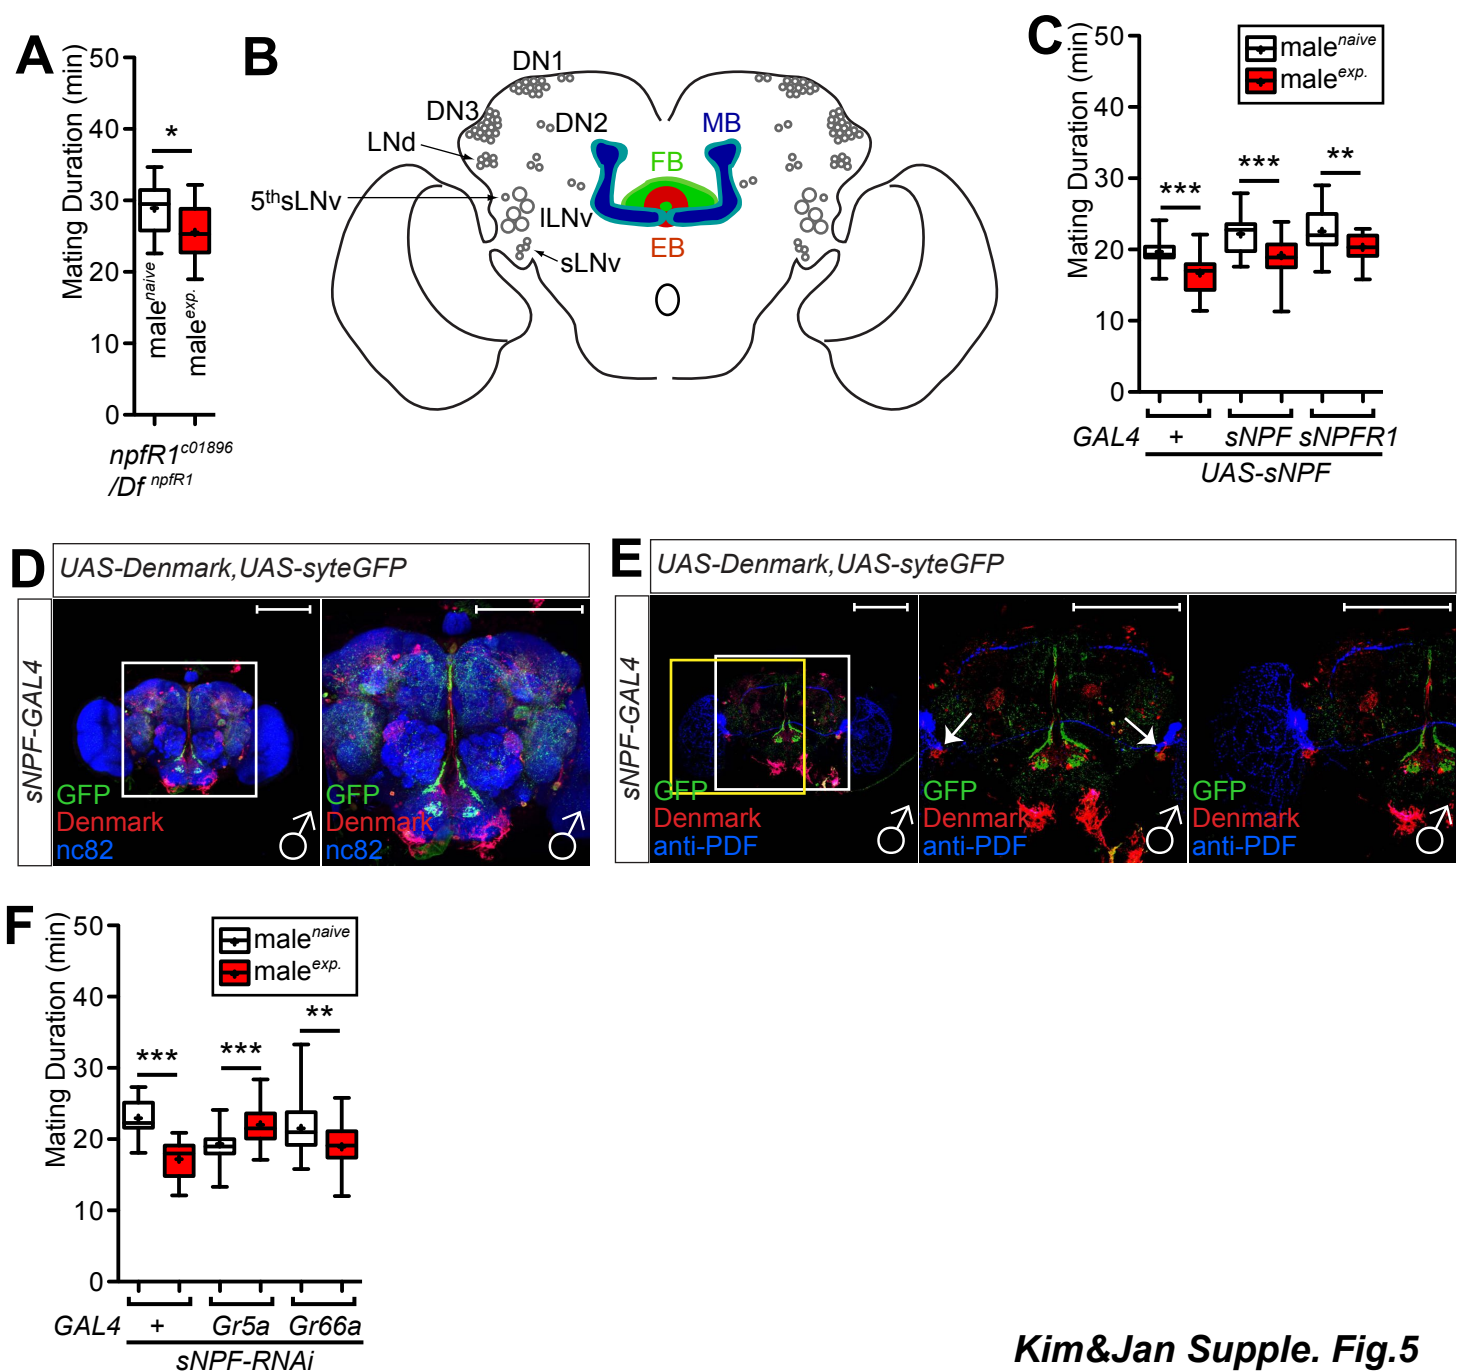 A
Mating Duration (min)
50
40
30
20
10
0
*
male naive
male exp.
npfR1 c01896
/Df npfR1
B
DN1
DN3
DN2
MB
LNd
FB
5th sLNv
lLNv
EB
sLNv
C
Mating Duration (min)
50
40
30
20
10
0
male naive
male exp.
*** *** **
GAL4 + sNPF sNPFR1
UAS-sNPF
D
UAS-Denmark,UAS-syteGFP
sNPF-GAL4
GFP
Denmark
nc82
♂
GFP
Denmark
nc82
♂
E
UAS-Denmark,UAS-syteGFP
sNPF-GAL4
GFP
Denmark
anti-PDF
♂
GFP
Denmark
anti-PDF
♂
GFP
Denmark
anti-PDF
♂
F
Mating Duration (min)
50
40
30
20
10
0
male naive
male exp.
*** *** **
GAL4 + Gr5a Gr66a
sNPF-RNAi
Kim&Jan Supple. Fig.5